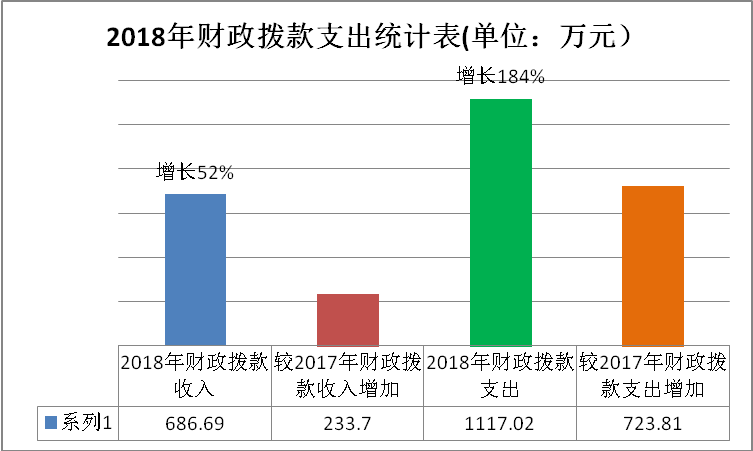 2018年财政拨款支出统计表(单位：万元）
增长184%
增长52%
2018年财政拨款
收入
较2017年财政拨
款收入增加
2018年财政拨款
支出
较2017年财政拨
款支出增加
系列1
686.69
233.7
1117.02
723.81